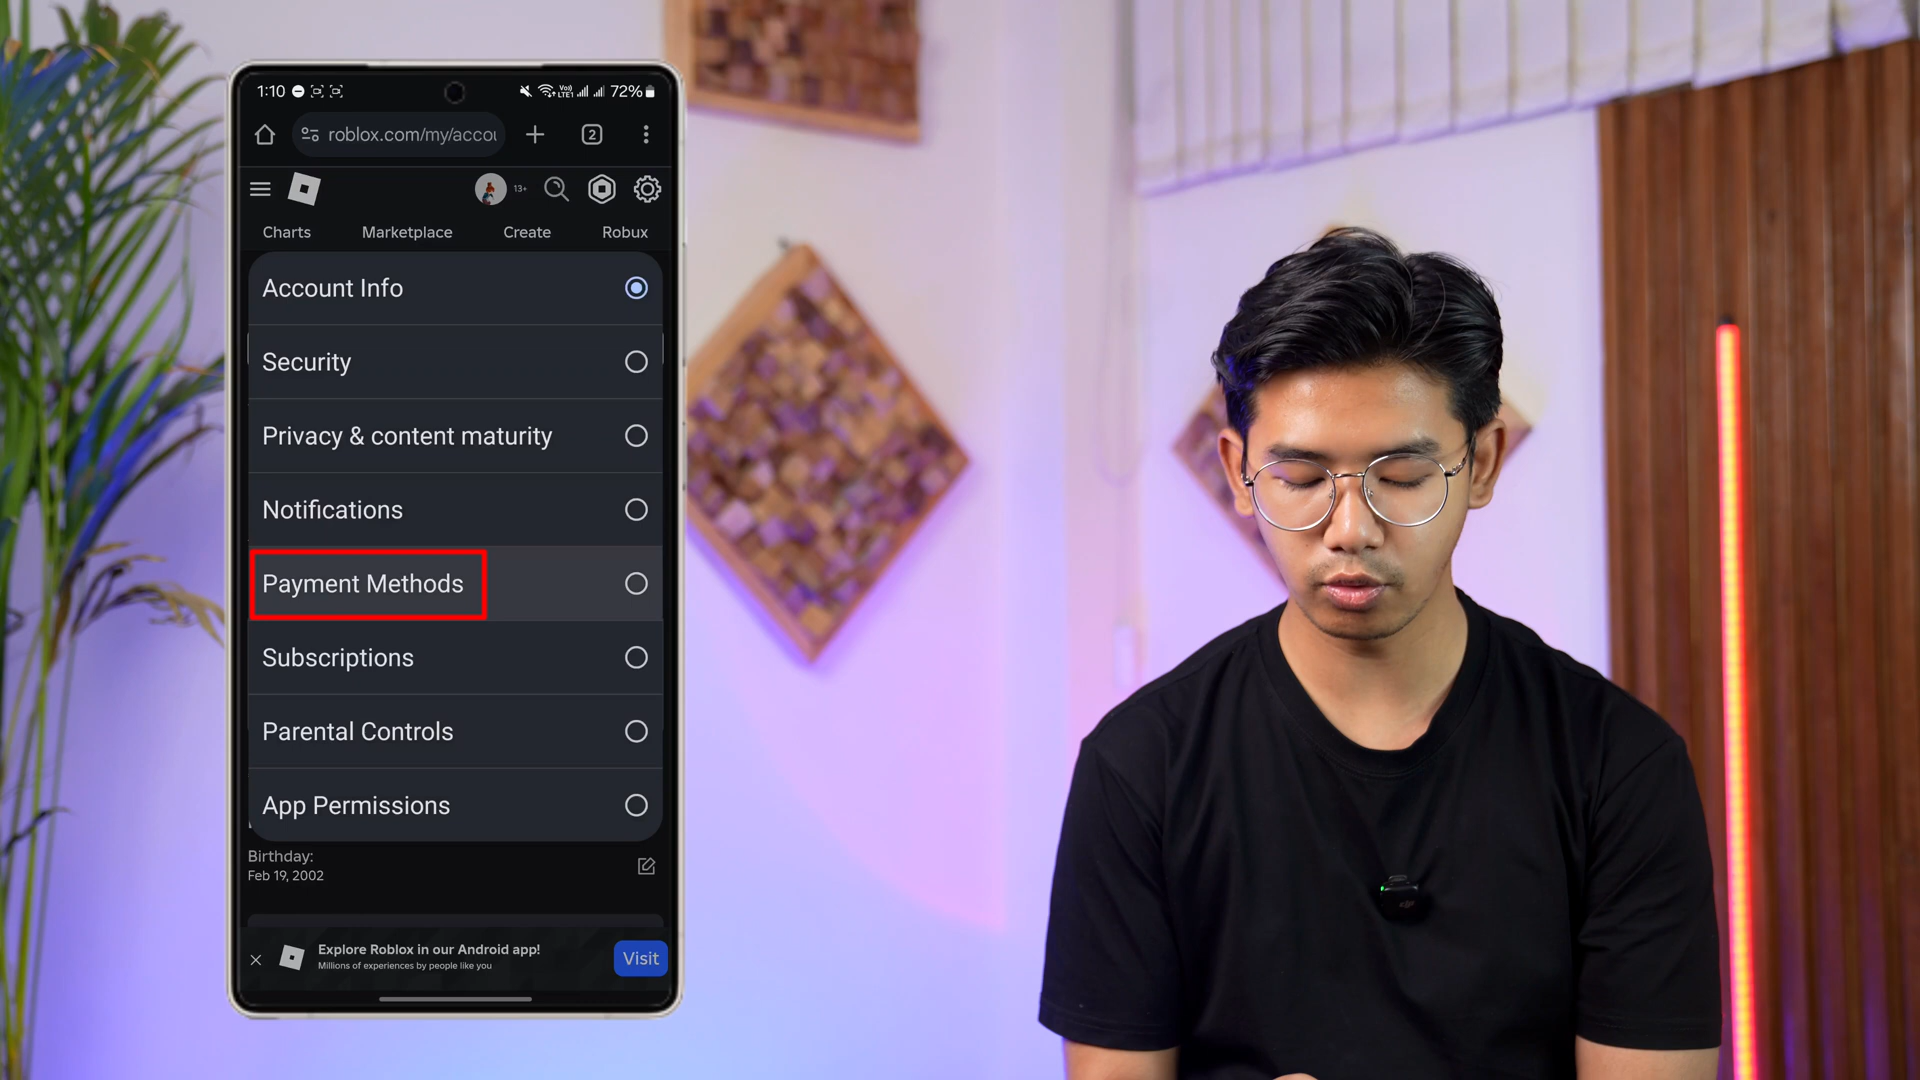 1:10 72%
roblox.com/my/accou 2
13+
Charts Marketplace Create Robux
Account Info
Security
Privacy & content maturity
Notifications
Payment Methods
Subscriptions
Parental Controls
App Permissions
Birthday:
Feb 19, 2002
Explore Roblox in our Android app!
Millions of experiences by people like you
Visit